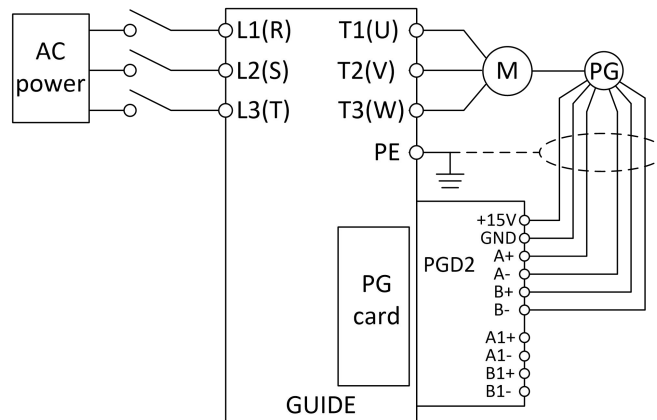 AC
power
L1(R)
L2(S)
L3(T)
T1(U)
T2(V)
T3(W)
PE
M
PG
PG
card
PGD2
+15V
GND
A+
A-
B+
B-
A1+
A1-
B1+
B1-
GUIDE